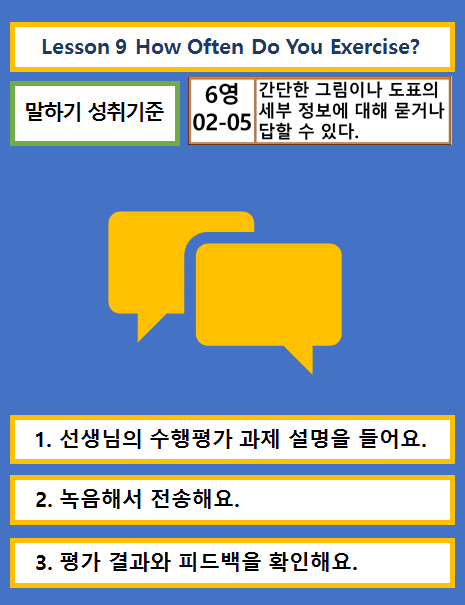 Lesson 9 How Often Do You Exercise?
말하기 성취기준
6영
02-05
간단한 그림이나 도표의
세부 정보에 대해 묻거나
답할 수 있다.
1. 선생님의 수행평가 과제 설명을 들어요.
2. 녹음해서 전송해요.
3. 평가 결과와 피드백을 확인해요.